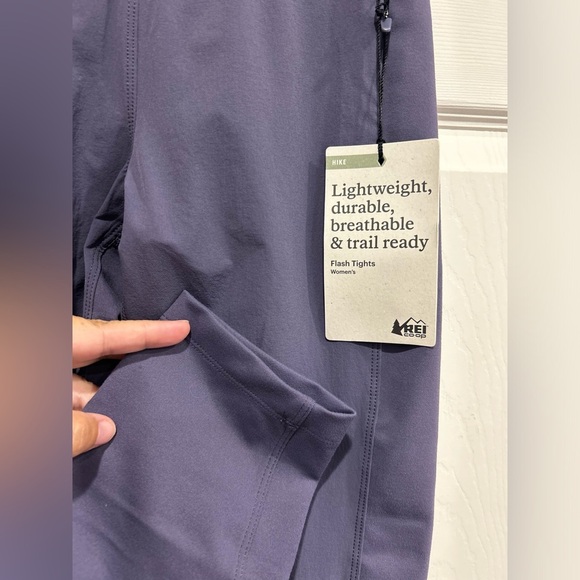 HIKE
Lightweight,
durable,
breathable
& trail ready
Flash Tights
Women's
REI
co·op